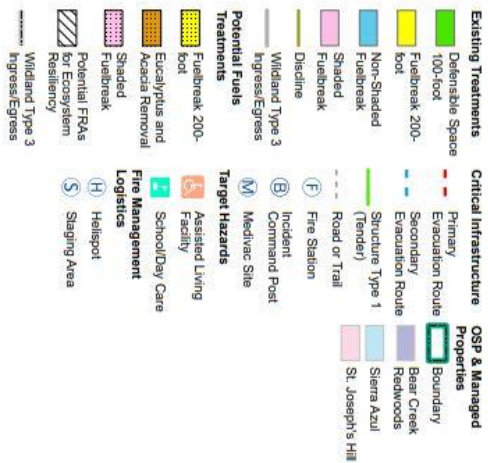 Existing Treatments
Defensible Space
100-foot
Fuelbreak 200-
foot
Non-Shaded
Fuelbreak
Shaded
Fuelbreak
Discline
Wildland Type 3
Ingress/Egress
Potential Fuels
Treatments
Fuelbreak 200-
foot
Eucalyptus and
Acacia Removal
Shaded
Fuelbreak
Potential FRAs
for Ecosystem
Resiliency
Wildland Type 3
Ingress/Egress
Critical Infrastructure
Primary
Evacuation Route
Secondary
Evacuation Route
Structure Type 1
(Tender)
Road or Trail
F Fire Station
B Incident
Command Post
M Medivac Site
Target Hazards
Assisted Living
Facility
School/Day Care
Fire Management
Logistics
H Helispot
S Staging Area
OSP & Managed
Properties
Boundary
Bear Creek
Redwoods
Sierra Azul
St. Joseph's Hill